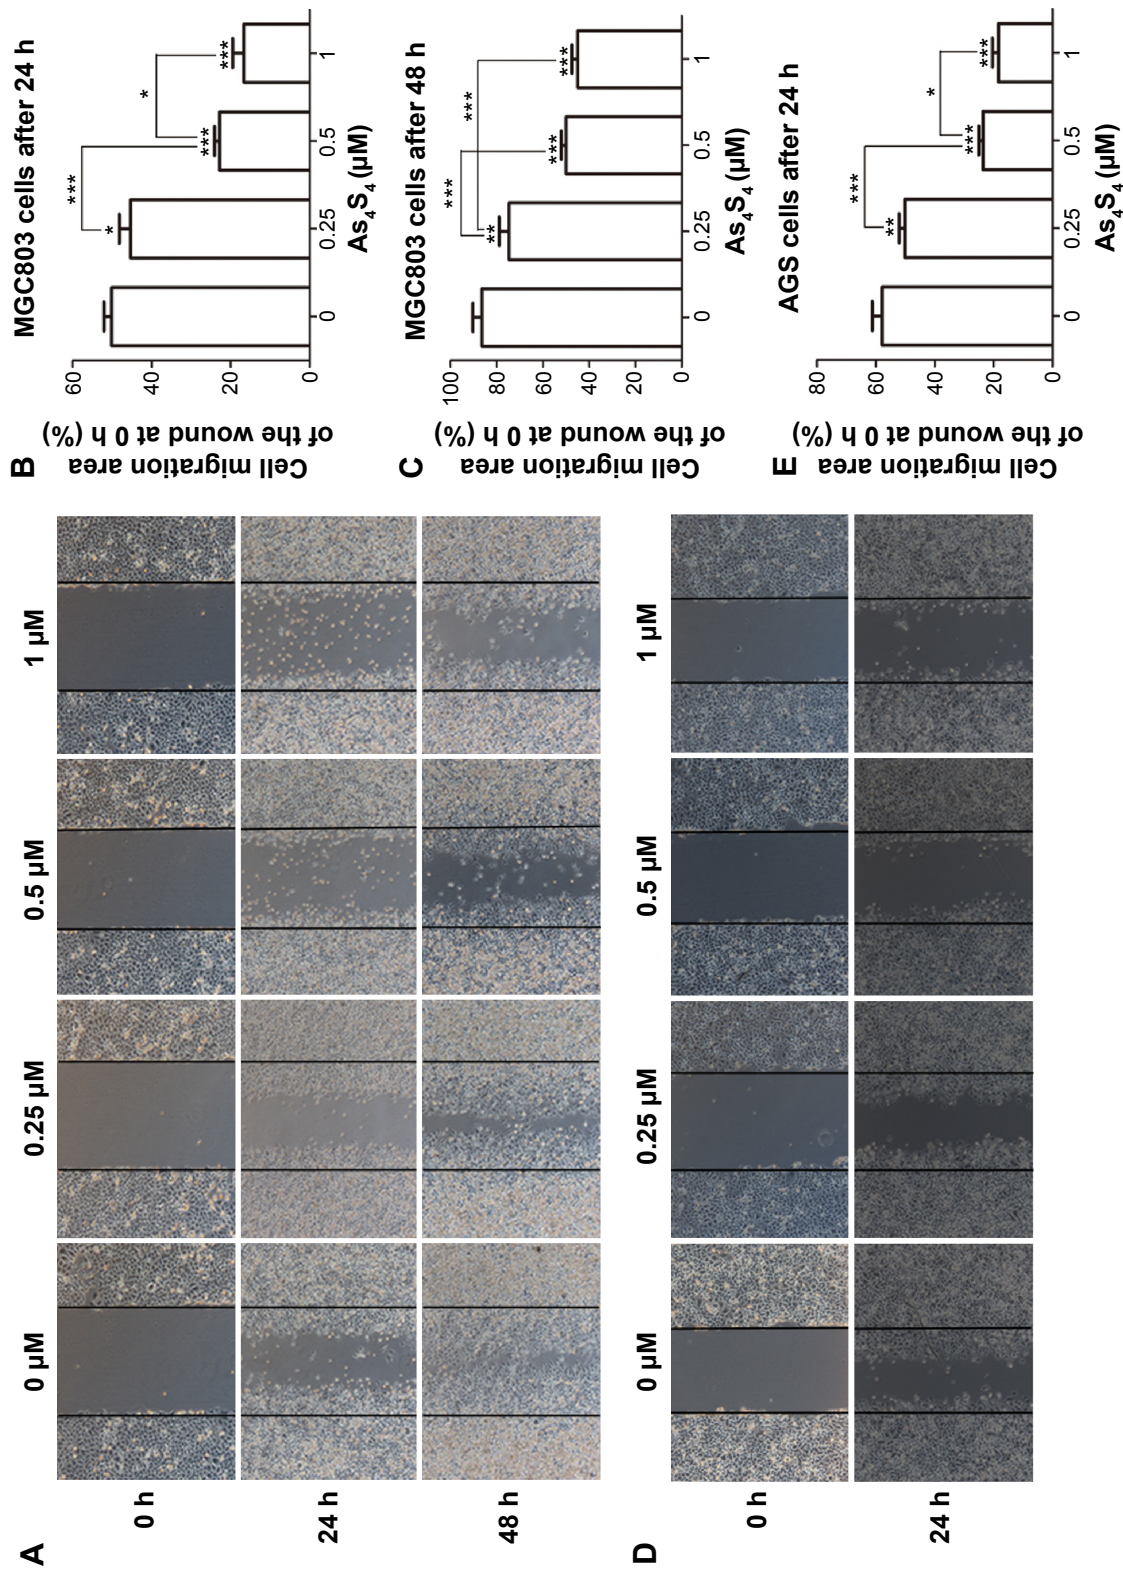 A
0 µM
0.25 µM
0.5 µM
1 µM
0 h
24 h
48 h
B
MGC803 cells after 24 h
Cell migration area
of the wound at 0 h (%)
60
40
20
0
*
***
***
***
*
0
0.25
0.5
1
As4S4 (µM)
C
MGC803 cells after 48 h
Cell migration area
of the wound at 0 h (%)
100
80
60
40
20
0
**
***
***
***
***
0
0.25
0.5
1
As4S4 (µM)
D
0 µM
0.25 µM
0.5 µM
1 µM
0 h
24 h
E
AGS cells after 24 h
Cell migration area
of the wound at 0 h (%)
80
60
40
20
0
**
***
***
***
*
0
0.25
0.5
1
As4S4 (µM)